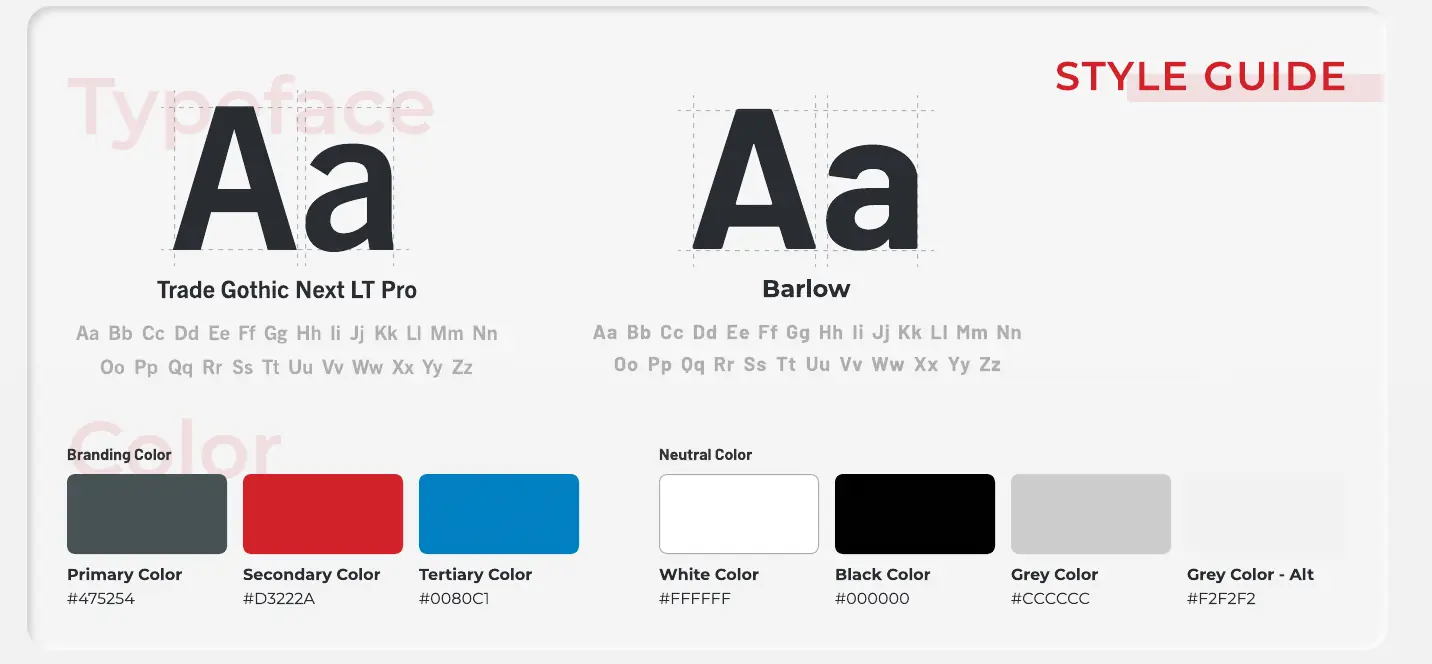 STYLE GUIDE
Typeface
Aa
Trade Gothic Next LT Pro
Aa Bb Cc Dd Ee Ff Gg Hh Ii Jj Kk Ll Mm Nn
Oo Pp Qq Rr Ss Tt Uu Vv Ww Xx Yy Zz
Aa
Barlow
Aa Bb Cc Dd Ee Ff Gg Hh Ii Jj Kk Ll Mm Nn
Oo Pp Qq Rr Ss Tt Uu Vv Ww Xx Yy Zz
Color
Branding Color
Primary Color
#475254
Secondary Color
#D3222A
Tertiary Color
#0080C1
Neutral Color
White Color
#FFFFFF
Black Color
#000000
Grey Color
#CCCCCC
Grey Color - Alt
#F2F2F2